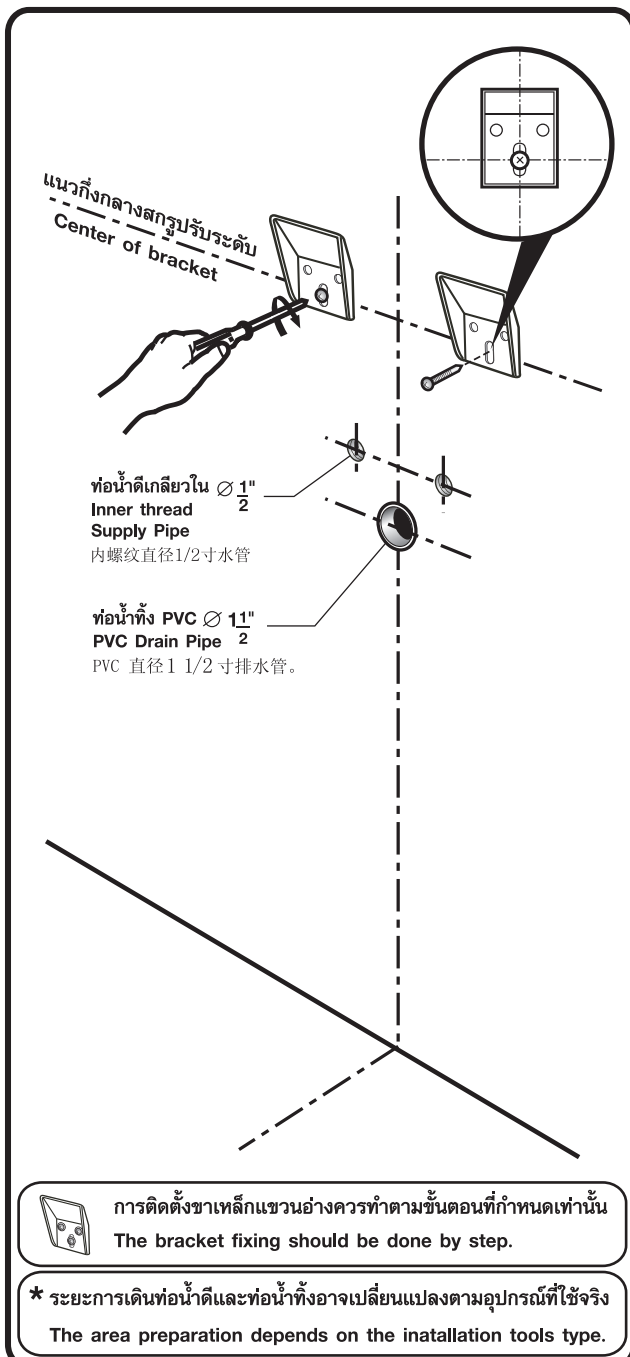 แนวกึ่งกลางสกรูปรับระดับ
Center of bracket
ท่อน้ำดีเกลียวใน ∅ 1/2"
Inner thread
Supply Pipe
内螺纹直径1/2寸水管
ท่อน้ำทิ้ง PVC ∅ 1 1/2"
PVC Drain Pipe
PVC 直径1 1/2 寸排水管。
การติดตั้งขาเหล็กแขวนอ่างควรทำตามขั้นตอนที่กำหนดเท่านั้น
The bracket fixing should be done by step.
* ระยะการเดินท่อน้ำดีและท่อน้ำทิ้งอาจเปลี่ยนแปลงตามอุปกรณ์ที่ใช้จริง
The area preparation depends on the inatallation tools type.